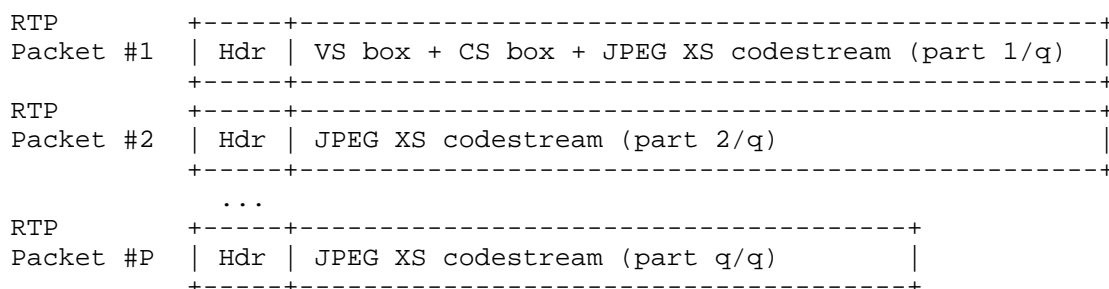 RTP        +-----+--------------------------------------------------+
Packet #1  | Hdr | VS box + CS box + JPEG XS codestream (part 1/q)  |
           +-----+--------------------------------------------------+
RTP        +-----+--------------------------------------------------+
Packet #2  | Hdr | JPEG XS codestream (part 2/q)                    |
           +-----+--------------------------------------------------+
             ...
RTP        +-----+--------------------------------------+
Packet #P  | Hdr | JPEG XS codestream (part q/q)        |
           +-----+--------------------------------------+